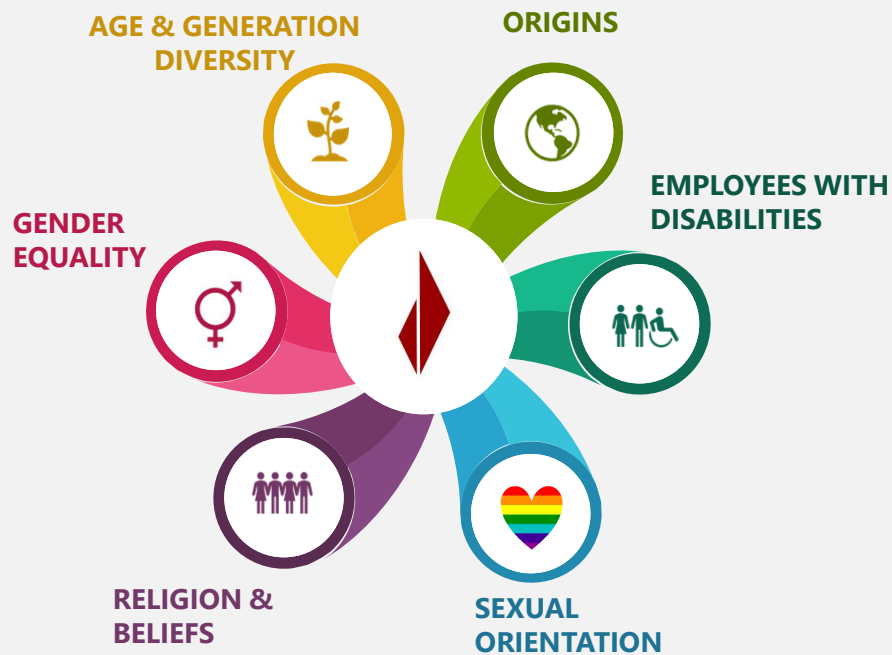 AGE & GENERATION
DIVERSITY
ORIGINS
EMPLOYEES WITH
DISABILITIES
GENDER
EQUALITY
RELIGION &
BELIEFS
SEXUAL
ORIENTATION